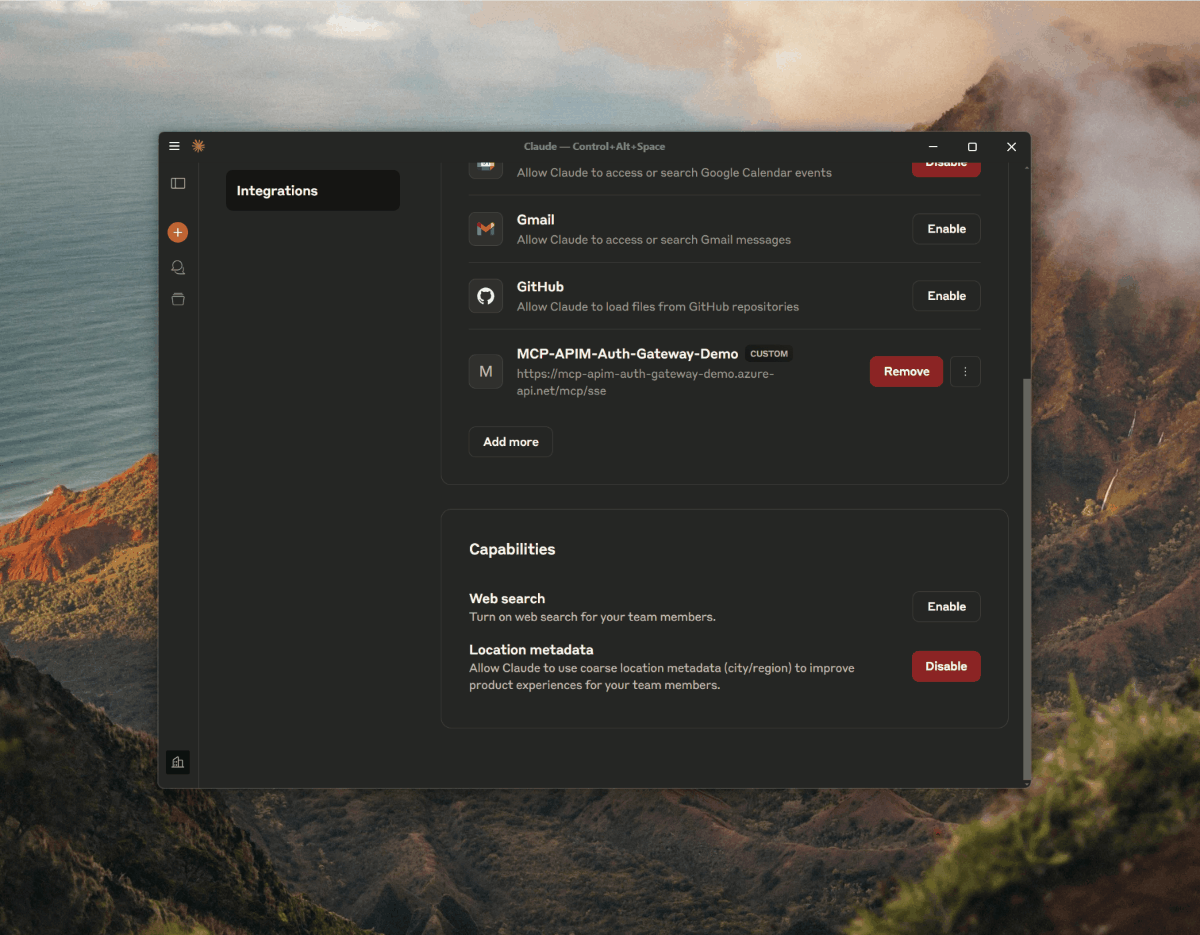 Claude — Control+Alt+Space
Integrations
Allow Claude to access or search Google Calendar events
Disable
Gmail
Allow Claude to access or search Gmail messages
Enable
GitHub
Allow Claude to load files from GitHub repositories
Enable
M
MCP-APIM-Auth-Gateway-Demo CUSTOM
https://mcp-apim-auth-gateway-demo.azure-
api.net/mcp/sse
Remove
Add more
Capabilities
Web search
Turn on web search for your team members.
Enable
Location metadata
Allow Claude to use coarse location metadata (city/region) to improve
product experiences for your team members.
Disable